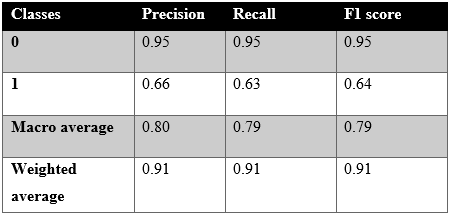 Classes Precision Recall F1 score
0 0.95 0.95 0.95
1 0.66 0.63 0.64
Macro average 0.80 0.79 0.79
Weighted average 0.91 0.91 0.91